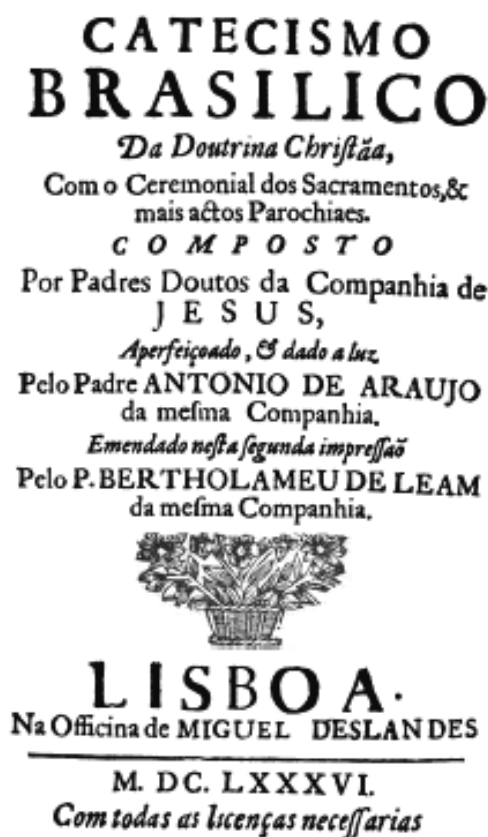 CATECISMO
BRASILICO
Da Doutrina Chriſtãa,
Com o Ceremonial dos Sacramentos,&
mais actos Parochiaes.
COMPOSTO
Por Padres Doutos da Companhia de
JESUS,
Aperfeiçoado, & dado a luz
Pelo Padre ANTONIO DE ARAUJO
da meſma Companhia.
Emendado neſta ſegunda impreſſaõ
Pelo P. BERTHOLAMEU DE LEAM
da meſma Companhia.
LISBOA.
Na Officina de MIGUEL DESLANDES
M. DC. LXXXVI.
Com todas as licenças neceſſarias